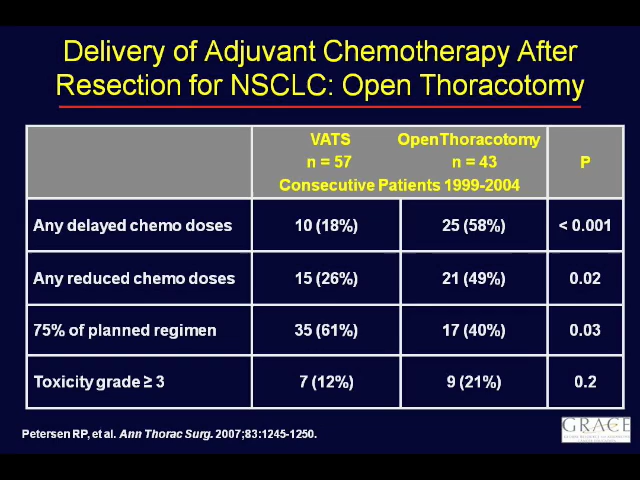 Delivery of Adjuvant Chemotherapy After
Resection for NSCLC: Open Thoracotomy
VATS OpenThoracotomy
n = 57 n = 43 P
Consecutive Patients 1999-2004
Any delayed chemo doses 10 (18%) 25 (58%) < 0.001
Any reduced chemo doses 15 (26%) 21 (49%) 0.02
75% of planned regimen 35 (61%) 17 (40%) 0.03
Toxicity grade ≥ 3 7 (12%) 9 (21%) 0.2
Petersen RP, et al. Ann Thorac Surg. 2007;83:1245-1250.
GRACE